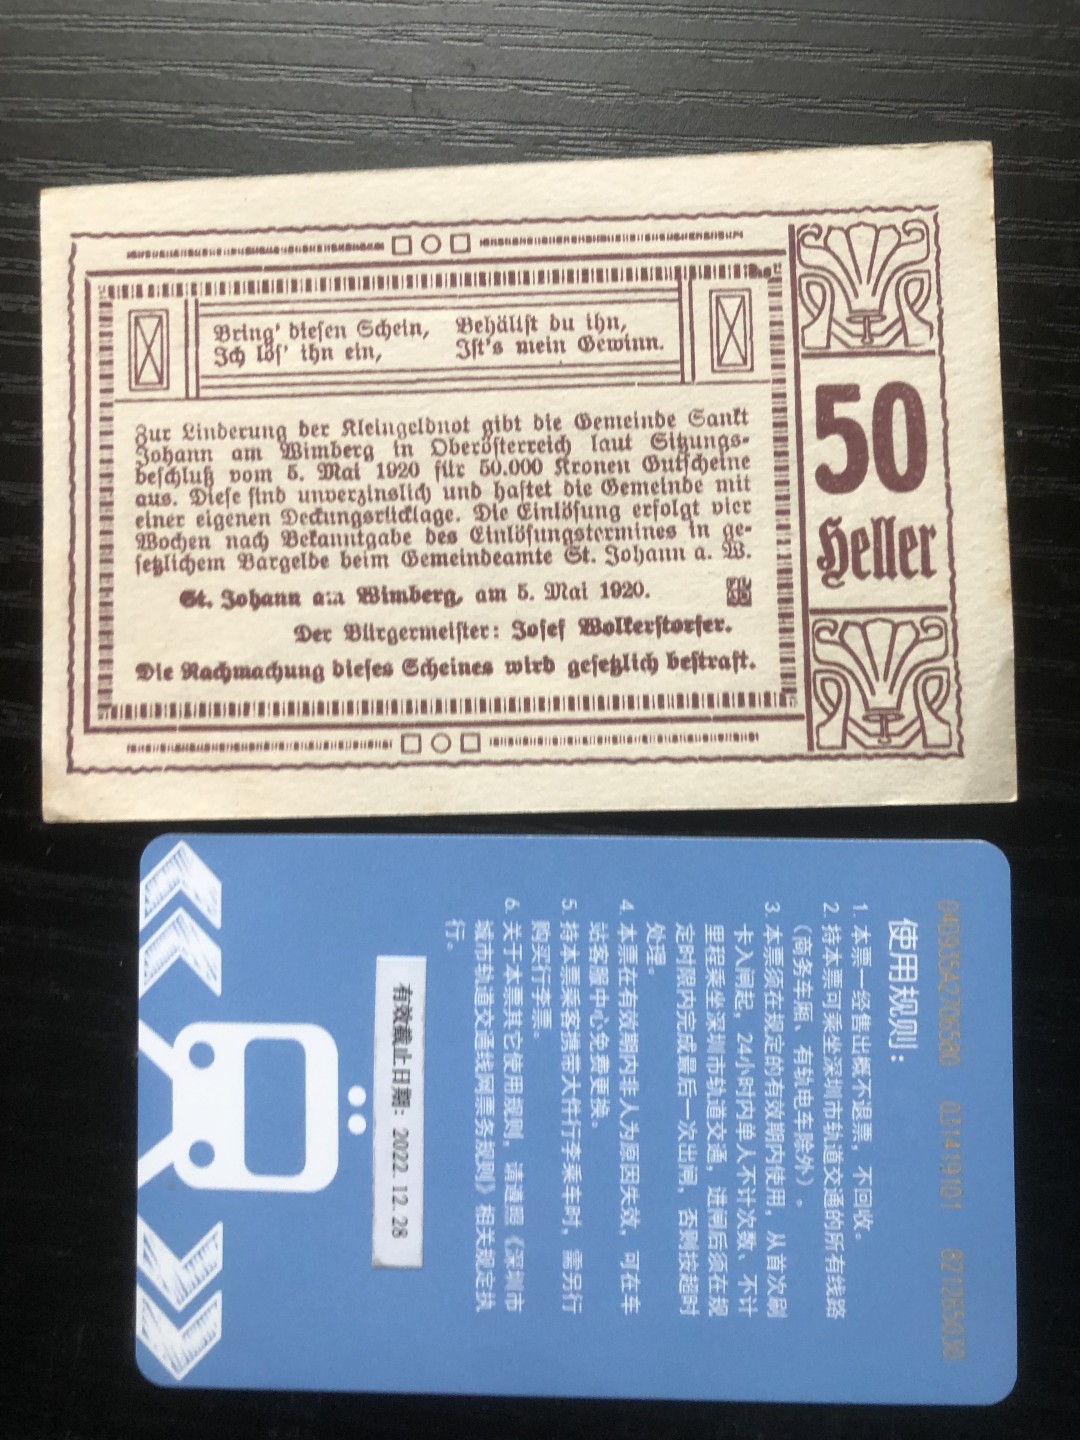 Bring' diesen Schein,
Ich lös' ihn ein,
Behältst du ihn,
Ist's mein Gewinn.
Zur Linderung der Kleingeldnot gibt die Gemeinde Sankt
Johann am Wimberg in Oberösterreich laut Sitzungs-
beschluß vom 5. Mai 1920 für 50.000 Kronen Gutscheine
aus. Diese sind unverzinslich und haftet die Gemeinde mit
einer eigenen Deckungsrücklage. Die Einlösung erfolgt vier
Wochen nach Bekanntgabe des Einlösungstermines in ge-
setzlichem Bargelde beim Gemeindeamte St. Johann a. W.
St. Johann am Wimberg, am 5. Mai 1920.
Der Bürgermeister: Josef Wolkerstorfer.
Die Nachmachung dieses Scheines wird gesetzlich bestraft.
50
Heller
031419101
使用规则：
1. 本票一经售出概不退票，不回收。
2. 持本票可乘坐深圳市轨道交通的所有线路
（商务车厢、有轨电车除外）。
3. 本票须在规定的有效期内使用，从首次刷
卡入闸起，24小时内单人不计次数、不计
里程乘坐深圳市轨道交通，进闸后须在规
定时限内完成最后一次出闸，否则按超时
处理。
4. 本票在有效期内非人为原因失效，可在车
站客服中心免费更换。
5. 持本票乘客携带大件行李乘车时，需另行
购买行李票。
6. 关于本票其它使用规则，请遵照《深圳市
城市轨道交通线网票务规则》相关规定执
行。
有效截止日期：2022.12.28